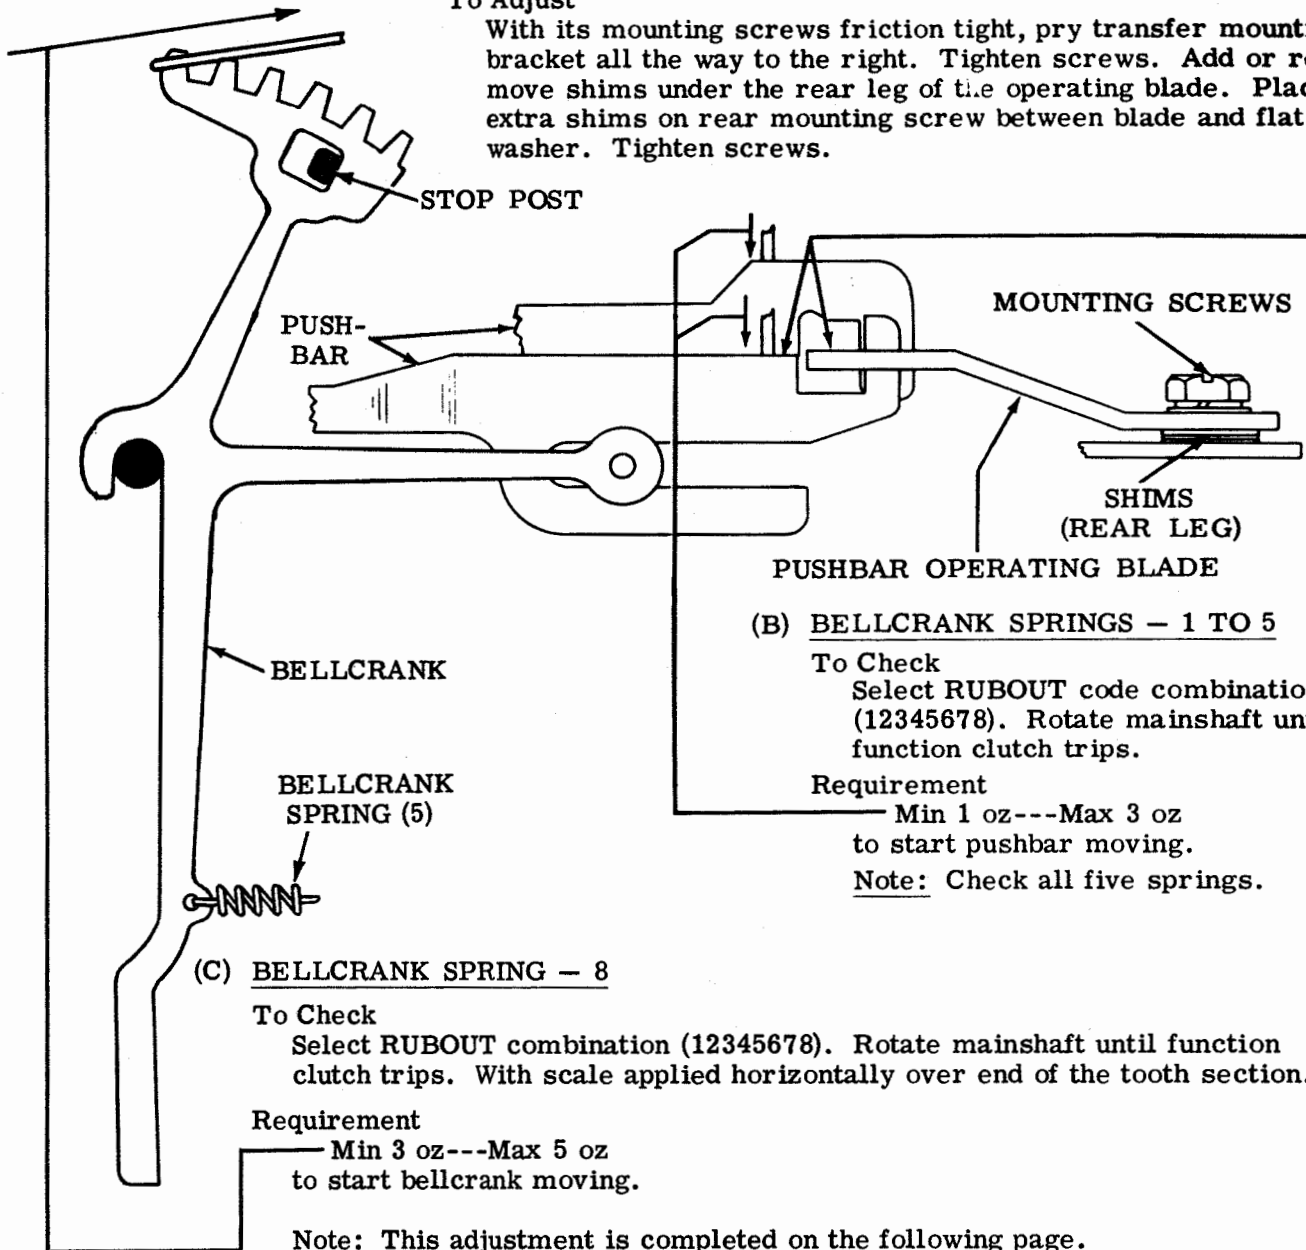 To Adjust
With its mounting screws friction tight, pry transfer mounti
bracket all the way to the right. Tighten screws. Add or re
move shims under the rear leg of the operating blade. Plac
extra shims on rear mounting screw between blade and flat
washer. Tighten screws.
STOP POST
PUSH-
BAR
MOUNTING SCREWS
SHIMS
(REAR LEG)
PUSHBAR OPERATING BLADE
BELLCRANK
BELLCRANK
SPRING (5)
(B) BELLCRANK SPRINGS — 1 TO 5
To Check
Select RUBOUT code combinatio
(12345678). Rotate mainshaft un
function clutch trips.
Requirement
Min 1 oz---Max 3 oz
to start pushbar moving.
Note: Check all five springs.
(C) BELLCRANK SPRING — 8
To Check
Select RUBOUT combination (12345678). Rotate mainshaft until function
clutch trips. With scale applied horizontally over end of the tooth section.
Requirement
Min 3 oz---Max 5 oz
to start bellcrank moving.
Note: This adjustment is completed on the following page.